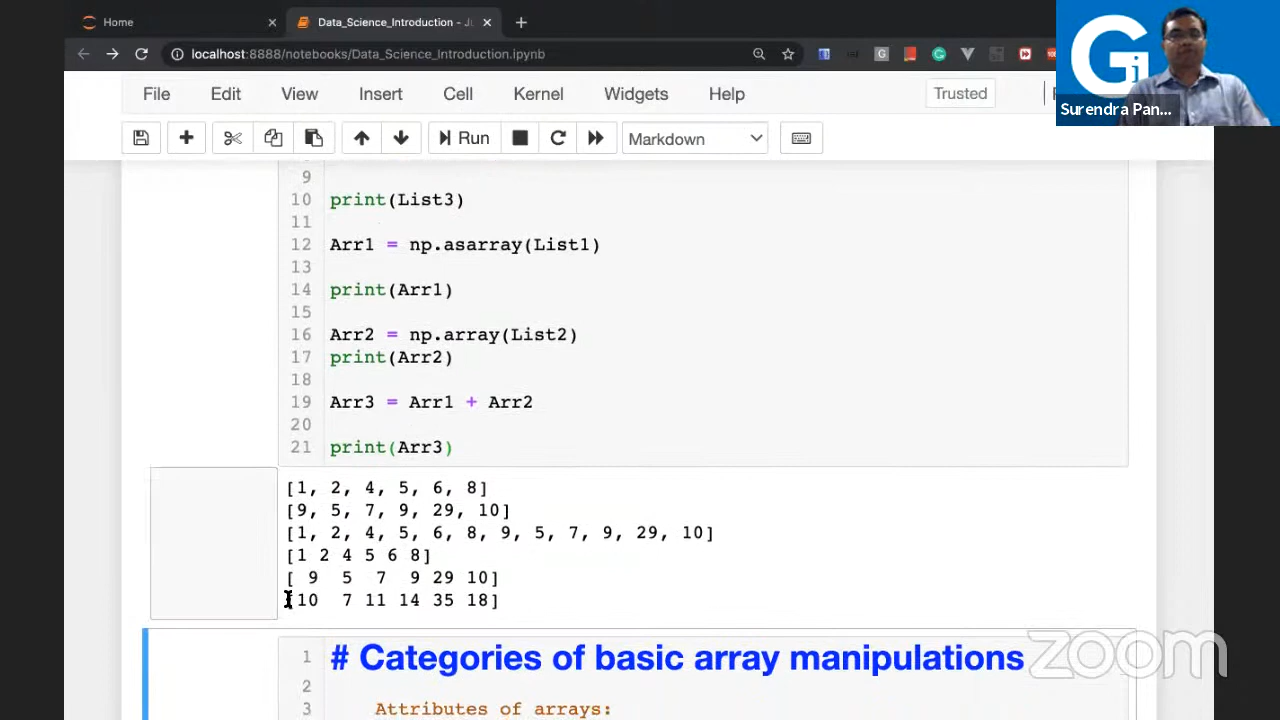 Home
Data_Science_Introduction - Ju
localhost:8888/notebooks/Data_Science_Introduction.ipynb
Surendra Pan...
File Edit View Insert Cell Kernel Widgets Help Trusted
Run Markdown
9
10 print(List3)
11
12 Arr1 = np.asarray(List1)
13
14 print(Arr1)
15
16 Arr2 = np.array(List2)
17 print(Arr2)
18
19 Arr3 = Arr1 + Arr2
20
21 print(Arr3)
[1, 2, 4, 5, 6, 8]
[9, 5, 7, 9, 29, 10]
[1, 2, 4, 5, 6, 8, 9, 5, 7, 9, 29, 10]
[1 2 4 5 6 8]
[ 9 5 7 9 29 10]
[10 7 11 14 35 18]
1 # Categories of basic array manipulations
2
3 Attributes of arrays:
zoom